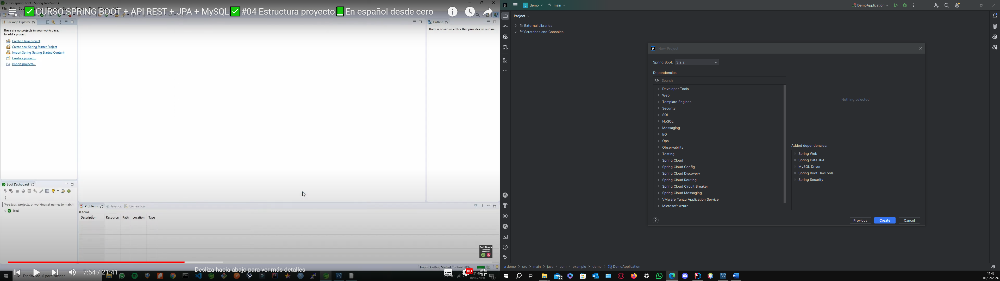 curso-spring-boot - Spring Tool Suite 4
✅CURSO SPRING BOOT + API REST + JPA + MySQL✅#04 Estructura proyecto📗En español desde cero
Package Explorer
There are no projects in your workspace.
To add a project:
Create a Java project
Create new Spring Starter Project
Import Spring Getting Started Content
Create a project...
Import projects...
Outline
There is no active editor that provides an outline.
Boot Dashboard
Type tags, projects, or working set names to match
local
Problems Javadoc Declaration
0 items
Description Resource Path Location Type
FullStack
Fernando
Fuentes
Import Getting Started Content: (0%)
7:54 / 21:41
Desliza hacia abajo para ver más detalles
HD
Escribe aquí para buscar
21:49
18/05/2020
demo main
DemoApplication
Project
External Libraries
Scratches and Consoles
New Project
Spring Boot: 3.2.2
Dependencies:
Search
Developer Tools
Web
Template Engines
Security
SQL
NoSQL
Messaging
I/O
Ops
Observability
Testing
Spring Cloud
Spring Cloud Config
Spring Cloud Discovery
Spring Cloud Routing
Spring Cloud Circuit Breaker
Spring Cloud Messaging
VMware Tanzu Application Service
Microsoft Azure
Nothing selected
Added dependencies:
Spring Web
Spring Data JPA
MySQL Driver
Spring Boot DevTools
Spring Security
?
Previous Create Cancel
demo > src > main > java > com > example > demo > DemoApplication
70
11:48
01/02/2024